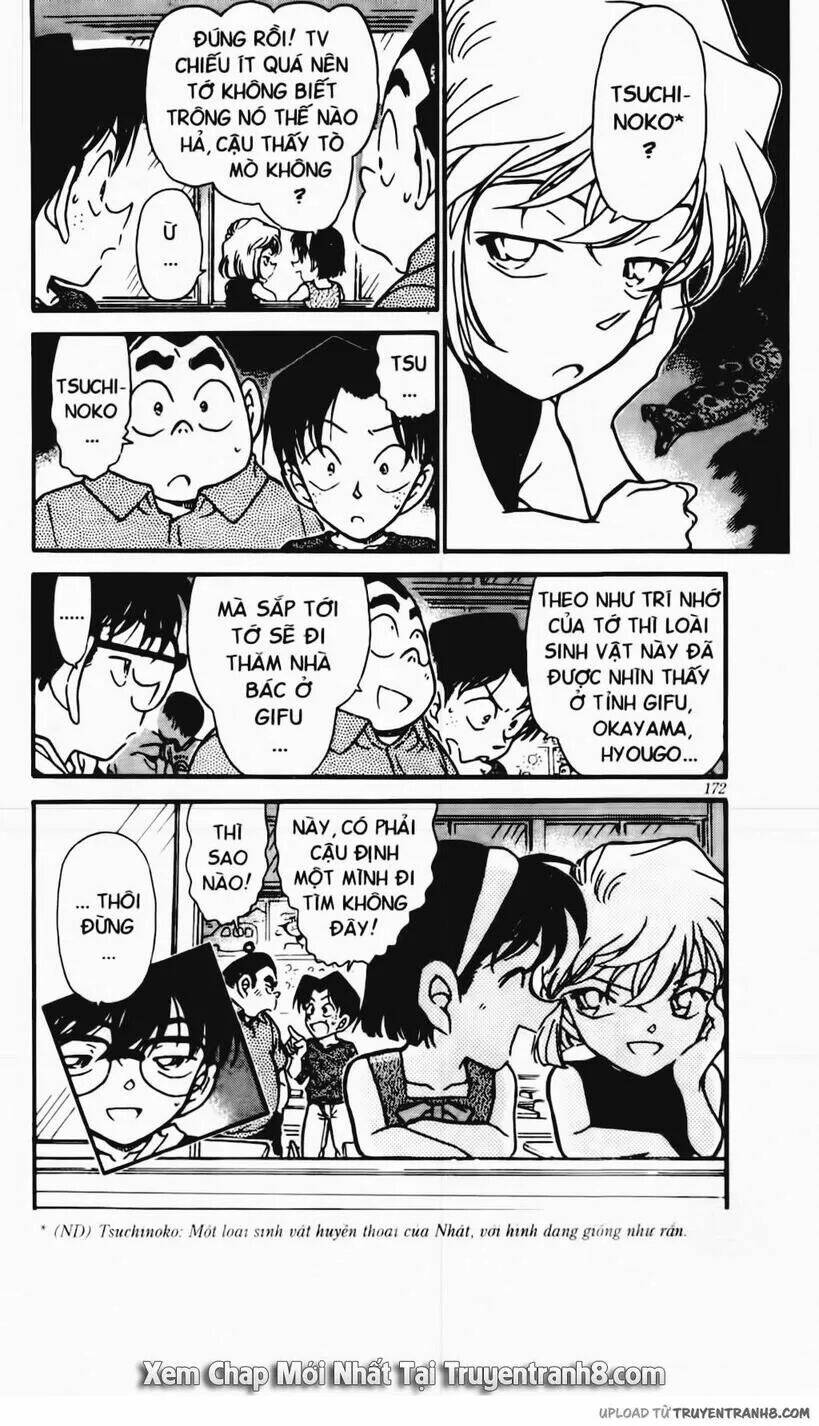 TSUCHI-
NOKO*
?
ĐÚNG RỒI! TV
CHIẾU ÍT QUÁ NÊN
TỚ KHÔNG BIẾT
TRÔNG NÓ THẾ NÀO
HẢ, CẬU THẤY TÒ
MÒ KHÔNG
?
Ừ
...
TSU
...
TSUCHI-
NOKO
...
THEO NHƯ TRÍ NHỚ
CỦA TỚ THÌ LOÀI
SINH VẬT NÀY ĐÃ
ĐƯỢC NHÌN THẤY
Ở TỈNH GIFU,
OKAYAMA,
HYOUGO...
MÀ SẮP TỚI
TỚ SẼ ĐI
THĂM NHÀ
BÁC Ở
GIFU
...
.....
172
NÀY, CÓ PHẢI
CẬU ĐỊNH
MỘT MÌNH ĐI
TÌM KHÔNG
ĐÂY!
THÌ
SAO
NÀO!
... THÔI
ĐỪNG
...
* (ND) Tsuchinoko: Một loại sinh vật huyền thoại của Nhật, với hình dạng giống như rắn.
Xem Chap Mới Nhất Tại Truyentranh8.com
UPLOAD TỪ TRUYENTRANH8.COM